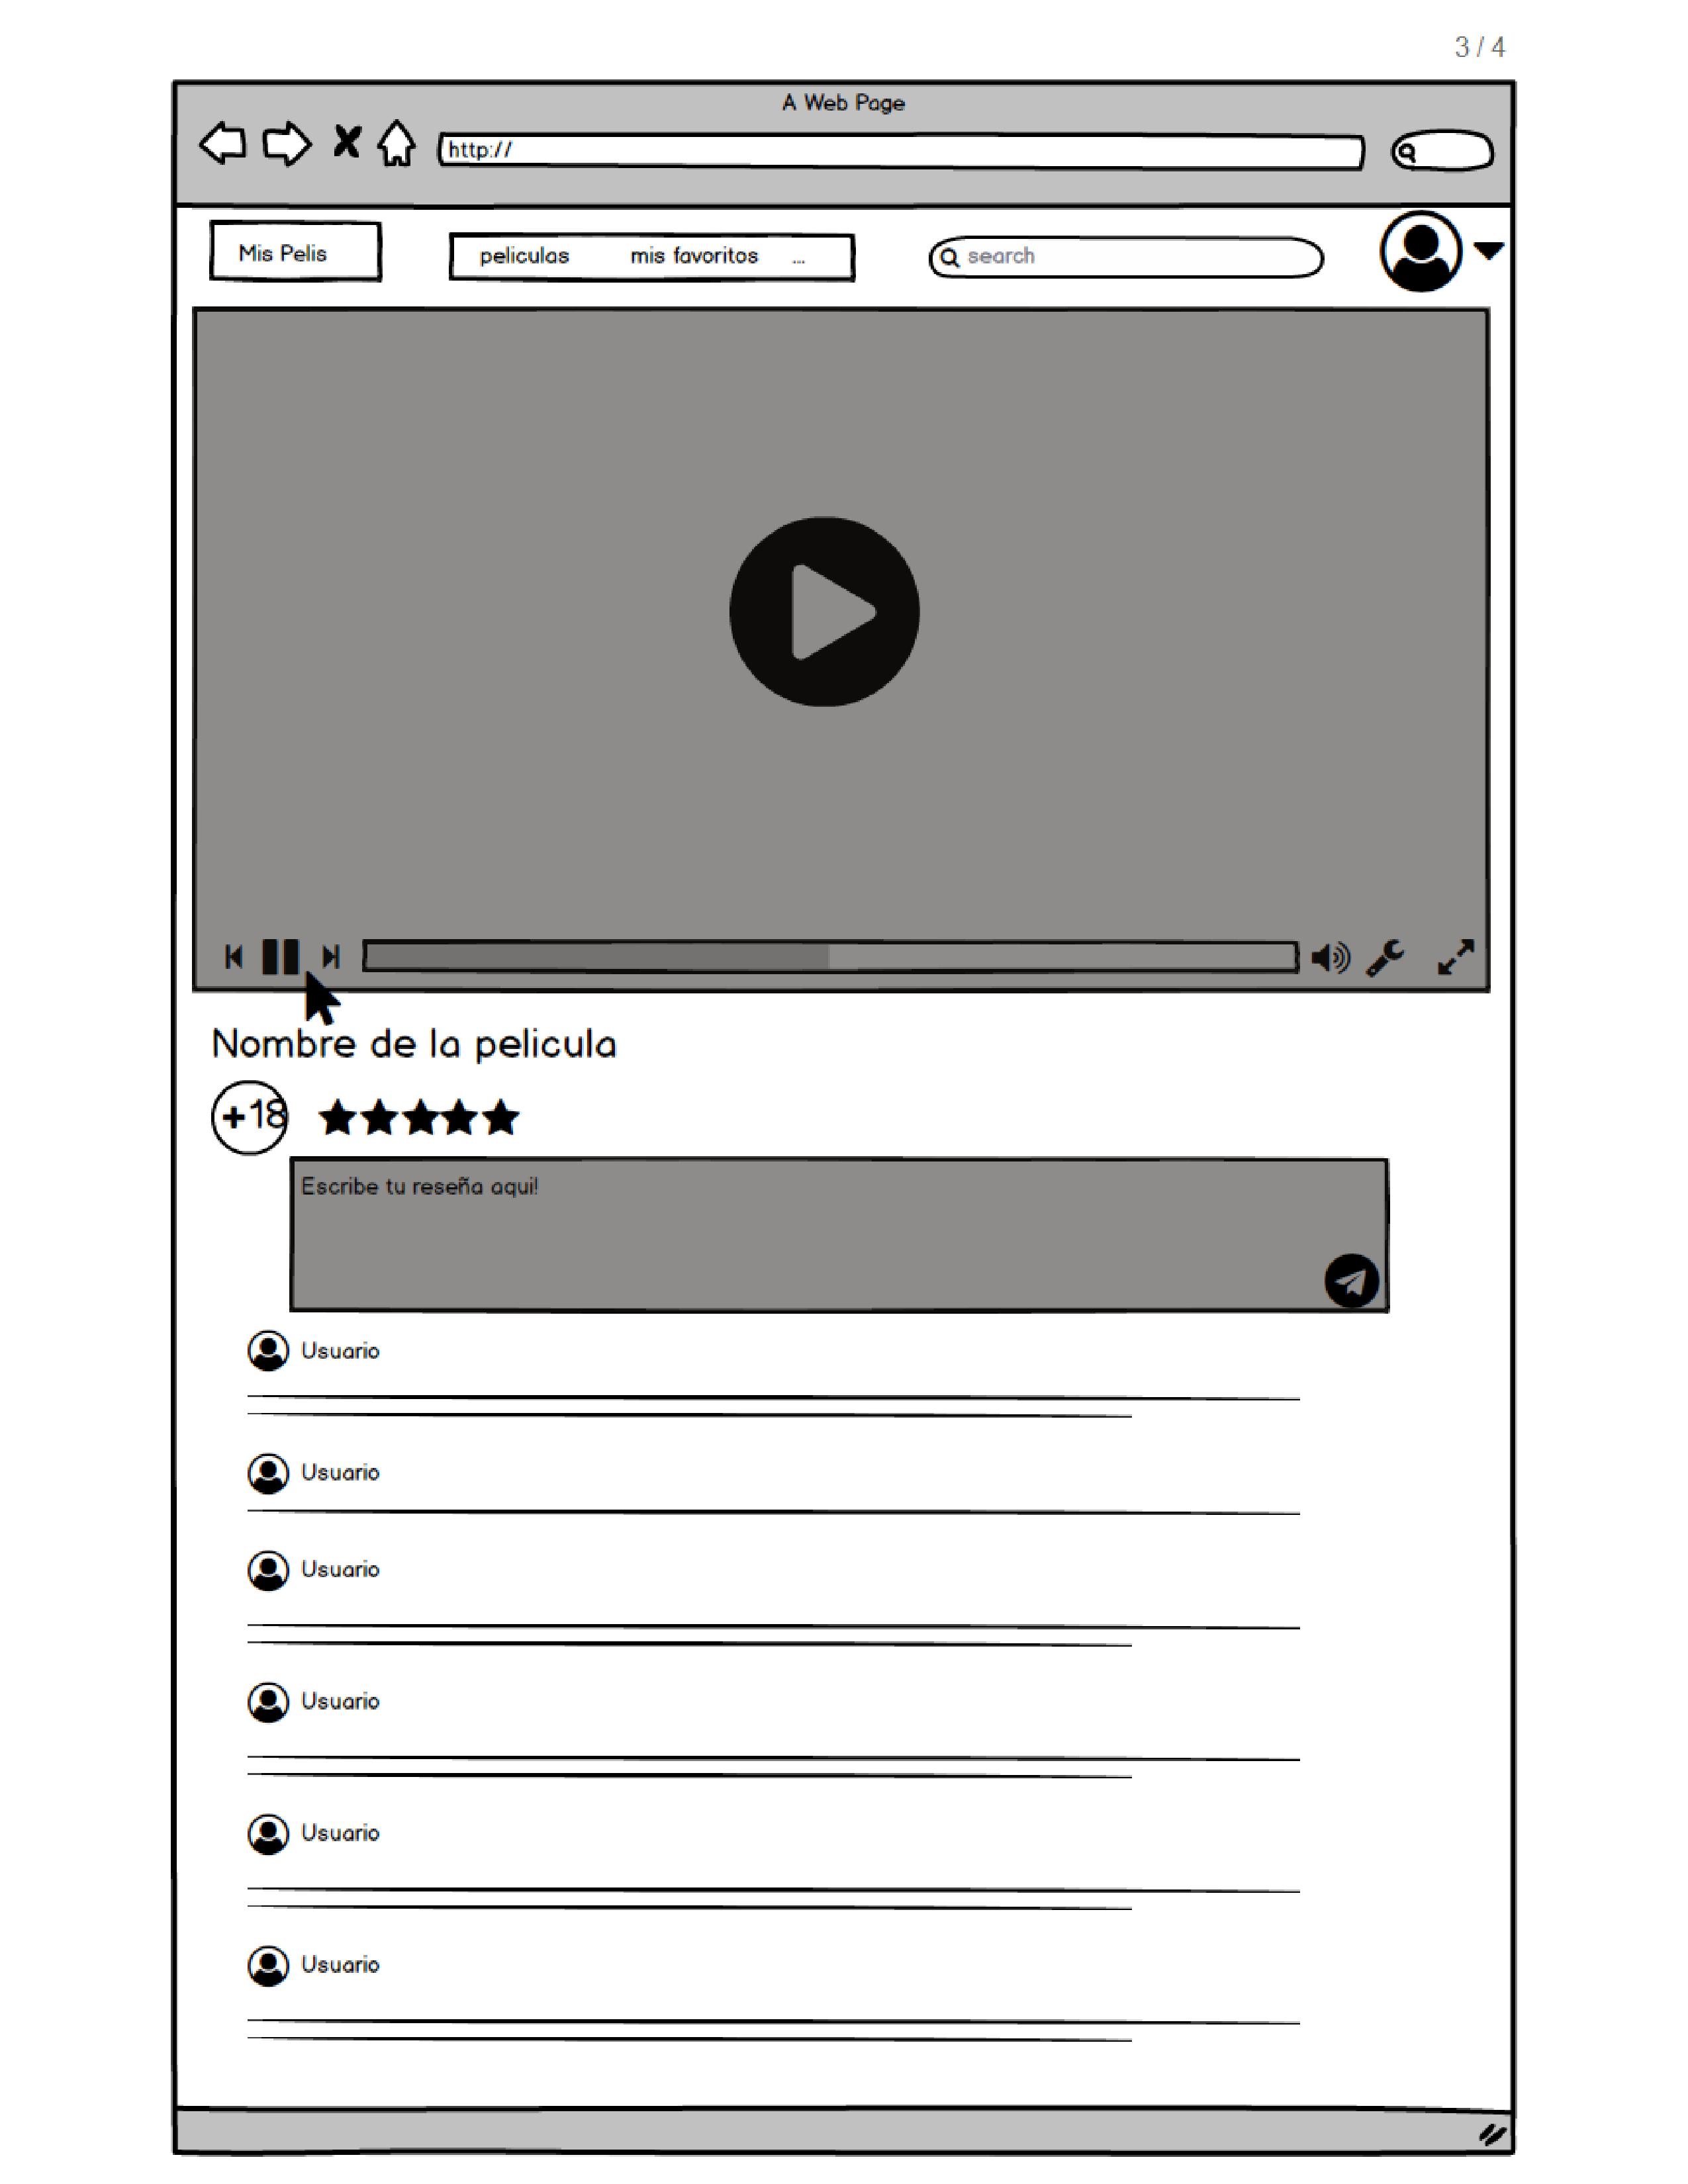 3 / 4
A Web Page
http://
Mis Pelis
peliculas mis favoritos ...
search
Nombre de la pelicula
+18
Escribe tu reseña aqui!
Usuario
Usuario
Usuario
Usuario
Usuario
Usuario